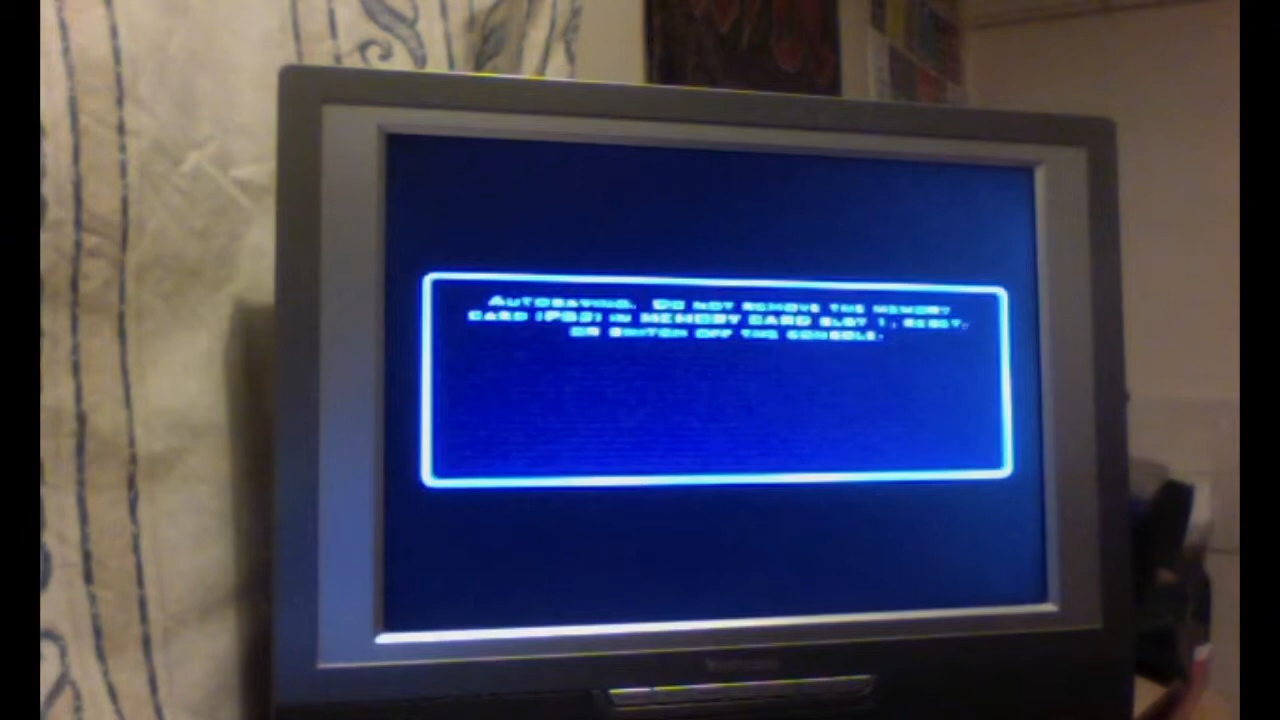 Autosaving. Do not remove the memory
card (PS2) in MEMORY CARD slot 1, reset,
or switch off the console.